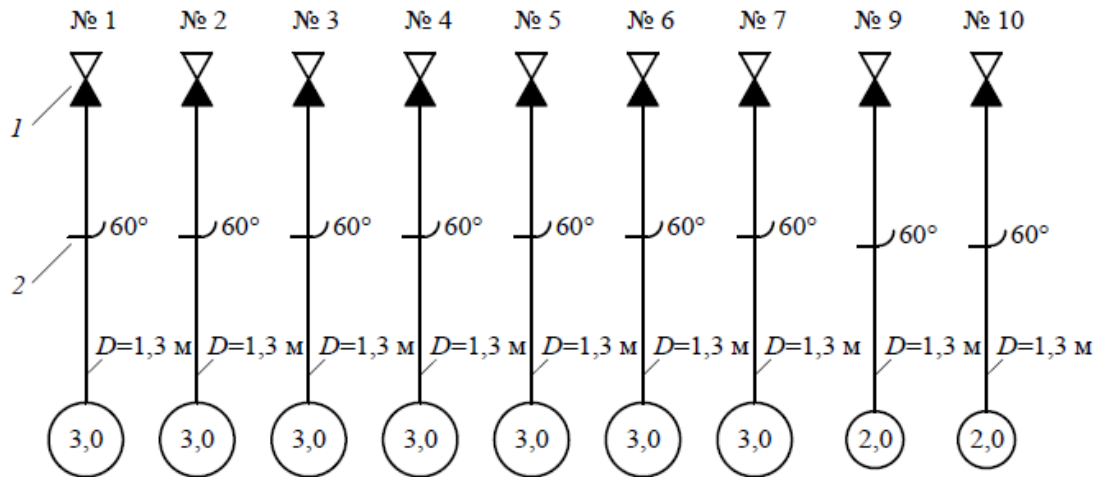 № 1 № 2 № 3 № 4 № 5 № 6 № 7 № 9 № 10
1
60° 60° 60° 60° 60° 60° 60° 60° 60°
2
D=1,3 м D=1,3 м D=1,3 м D=1,3 м D=1,3 м D=1,3 м D=1,3 м D=1,3 м D=1,3 м
3,0 3,0 3,0 3,0 3,0 3,0 3,0 2,0 2,0